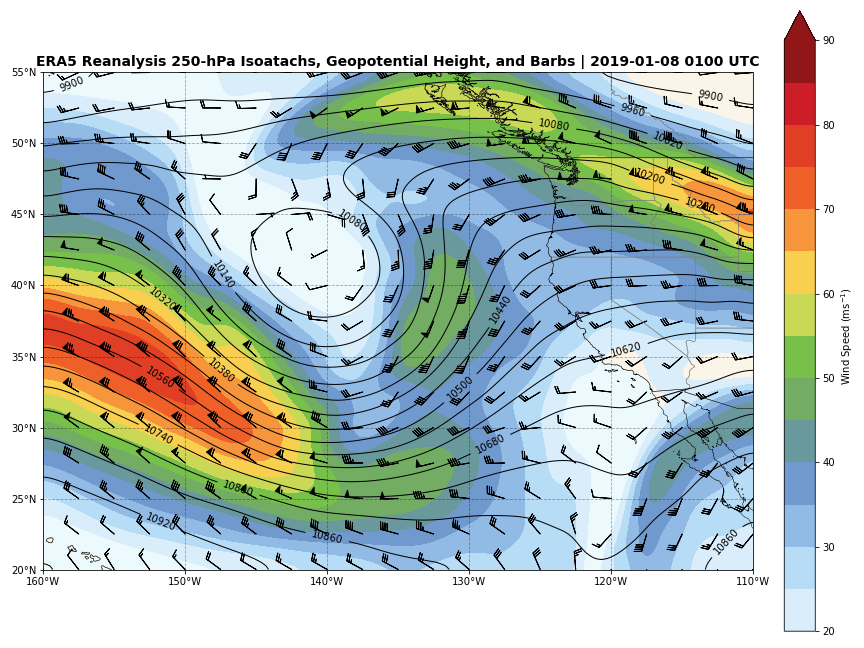 ERA5 Reanalysis 250-hPa Isoatachs, Geopotential Height, and Barbs | 2019-01-08 0100 UTC
90
55°N
9900
9900
9960
10080
10020
80
50°N
10200
10260
70
45°N
10080
10140
40°N
10320
10440
60
Wind Speed (ms⁻¹)
35°N
10620
10380
10560
10500
50
30°N
10740
10680
40
25°N
10800
10920
10860
10860
30
20°N
160°W 150°W 140°W 130°W 120°W 110°W
20